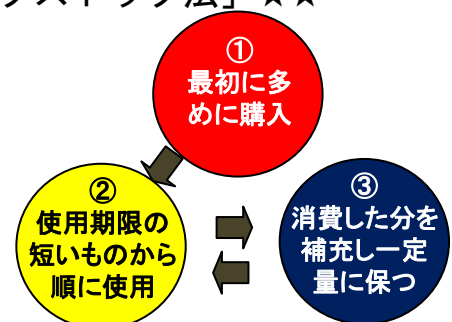 ストック法」★★
①
最初に多
めに購入
②
使用期限の
短いものから
順に使用
③
消費した分を
補充し一定
量に保つ